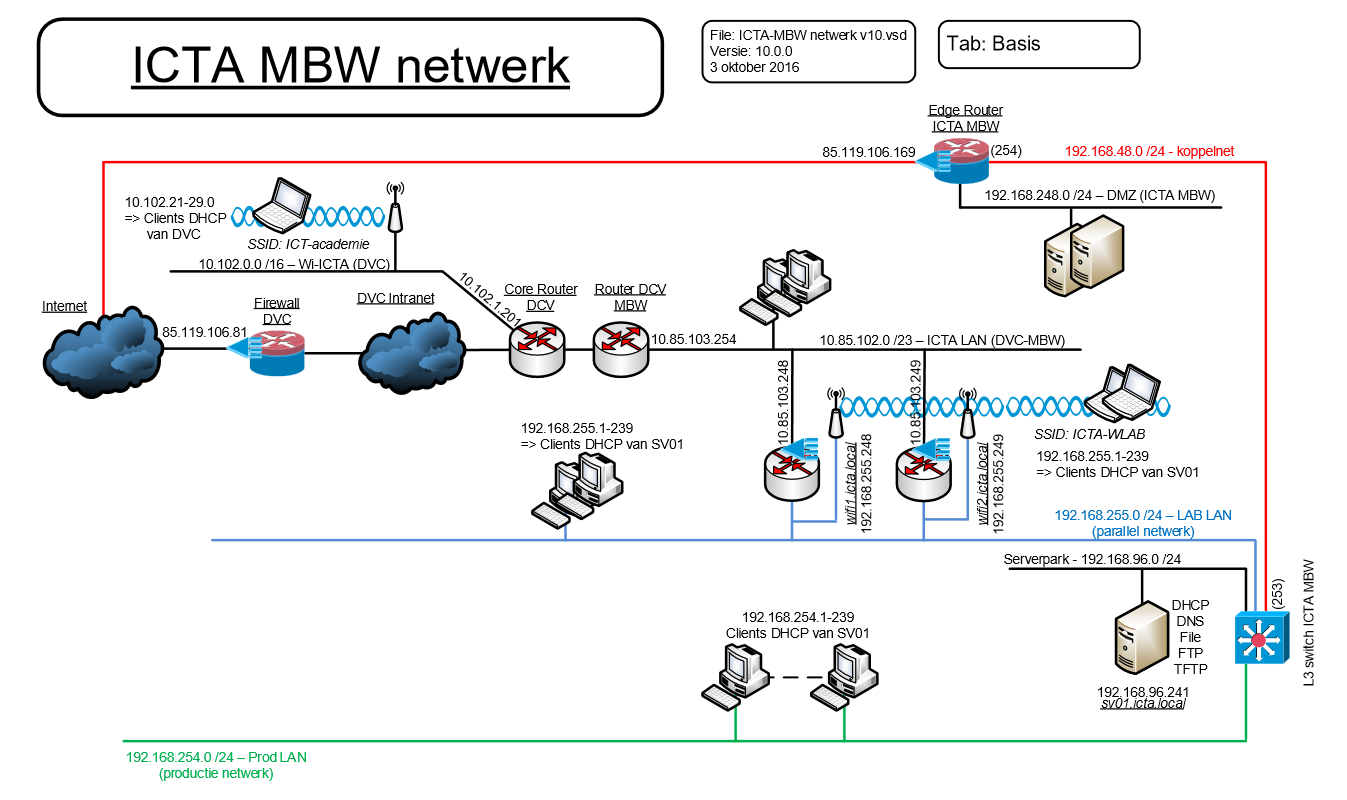 ICTA MBW netwerk
File: ICTA-MBW netwerk v10.vsd
Versie: 10.0.0
3 oktober 2016
Tab: Basis
Edge Router
ICTA MBW
85.119.106.169
(254)
192.168.48.0 /24 - koppelnet
192.168.248.0 /24 – DMZ (ICTA MBW)
10.102.21-29.0
=> Clients DHCP
van DVC
SSID: ICT-academie
10.102.0.0 /16 – Wi-ICTA (DVC)
10.102.1.201
Internet
85.119.106.81
Firewall
DVC
DVC Intranet
Core Router
DCV
Router DCV
MBW
10.85.103.254
10.85.102.0 /23 – ICTA LAN (DVC-MBW)
10.85.103.248
10.85.103.249
SSID: ICTA-WLAB
192.168.255.1-239
=> Clients DHCP van SV01
192.168.255.1-239
=> Clients DHCP van SV01
wifi1.icta.local
192.168.255.248
wifi2.icta.local
192.168.255.249
192.168.255.0 /24 – LAB LAN
(parallel netwerk)
Serverpark - 192.168.96.0 /24
(253)
L3 switch ICTA MBW
DHCP
DNS
File
FTP
TFTP
192.168.96.241
sv01.icta.local
192.168.254.1-239
Clients DHCP van SV01
192.168.254.0 /24 – Prod LAN
(productie netwerk)